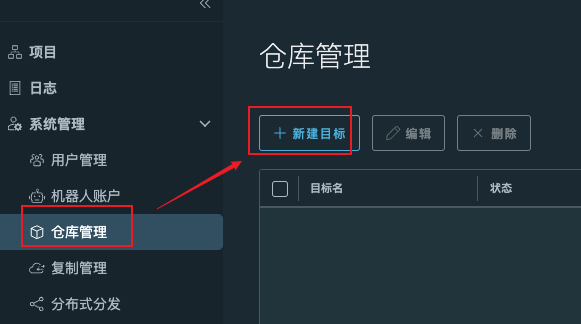 项目
日志
系统管理
用户管理
机器人账户
仓库管理
复制管理
分布式分发
仓库管理
新建目标 编辑 删除
目标名 状态